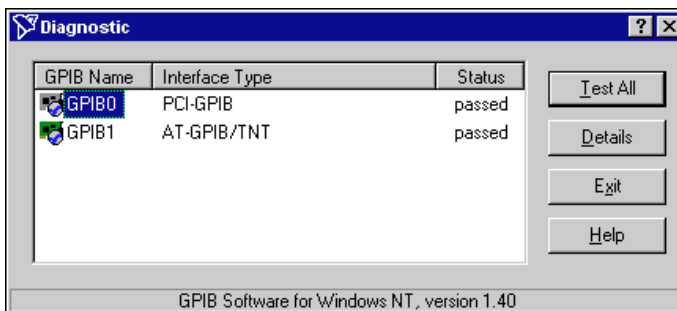 Diagnostic
GPIB Name Interface Type Status
GPIB0 PCI-GPIB passed
GPIB1 AT-GPIB/TNT passed
Test All
Details
Exit
Help
GPIB Software for Windows NT, version 1.40